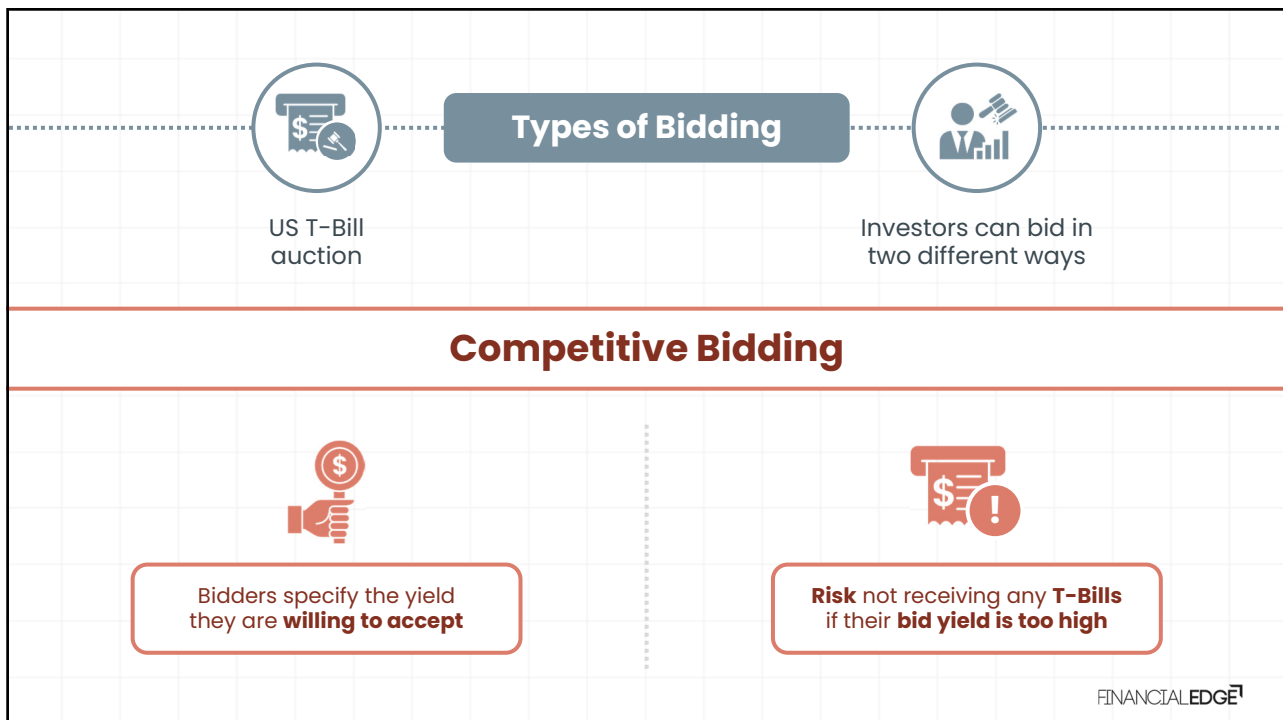 Types of Bidding
US T-Bill
auction
Investors can bid in
two different ways
Competitive Bidding
$
$
$
!
Bidders specify the yield
they are willing to accept
Risk not receiving any T-Bills
if their bid yield is too high
FINANCIALEDGE